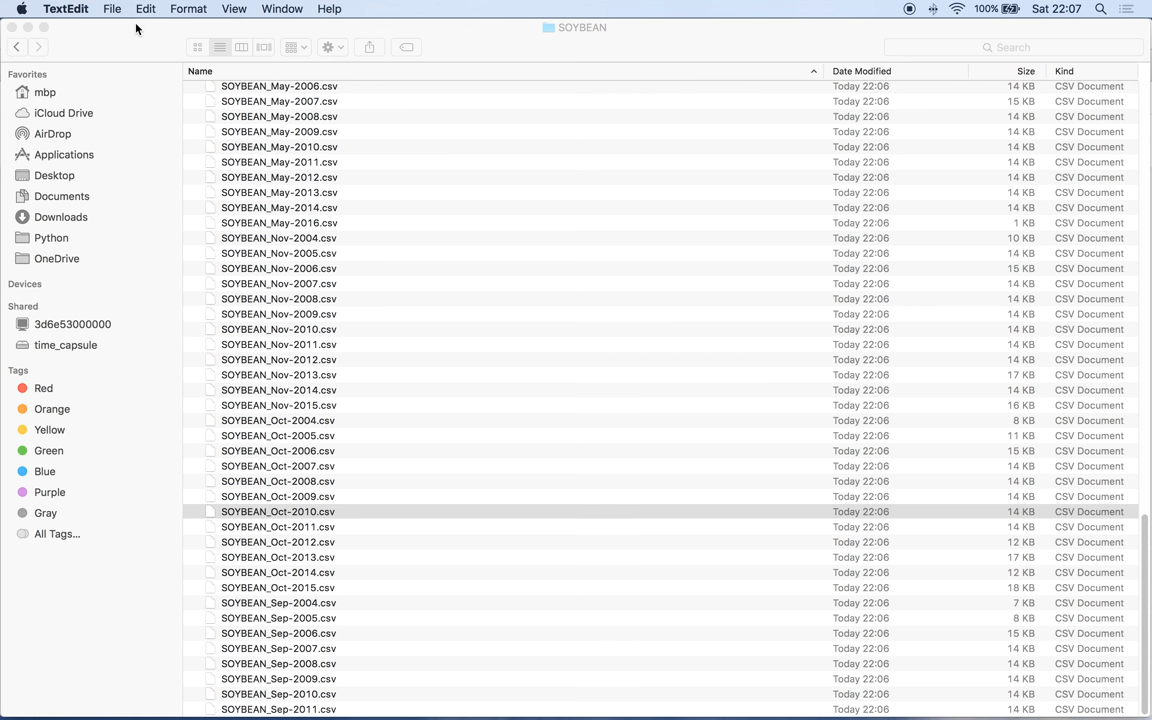 TextEdit File Edit Format View Window Help 100% Sat 22:07
SOYBEAN
Search
Favorites
mbp
iCloud Drive
AirDrop
Applications
Desktop
Documents
Downloads
Python
OneDrive
Devices
Shared
3d6e53000000
time_capsule
Tags
Red
Orange
Yellow
Green
Blue
Purple
Gray
All Tags...
Name Date Modified Size Kind
SOYBEAN_May-2006.csv Today 22:06 14 KB CSV Document
SOYBEAN_May-2007.csv Today 22:06 15 KB CSV Document
SOYBEAN_May-2008.csv Today 22:06 14 KB CSV Document
SOYBEAN_May-2009.csv Today 22:06 14 KB CSV Document
SOYBEAN_May-2010.csv Today 22:06 14 KB CSV Document
SOYBEAN_May-2011.csv Today 22:06 14 KB CSV Document
SOYBEAN_May-2012.csv Today 22:06 14 KB CSV Document
SOYBEAN_May-2013.csv Today 22:06 14 KB CSV Document
SOYBEAN_May-2014.csv Today 22:06 14 KB CSV Document
SOYBEAN_May-2016.csv Today 22:06 1 KB CSV Document
SOYBEAN_Nov-2004.csv Today 22:06 10 KB CSV Document
SOYBEAN_Nov-2005.csv Today 22:06 14 KB CSV Document
SOYBEAN_Nov-2006.csv Today 22:06 15 KB CSV Document
SOYBEAN_Nov-2007.csv Today 22:06 14 KB CSV Document
SOYBEAN_Nov-2008.csv Today 22:06 14 KB CSV Document
SOYBEAN_Nov-2009.csv Today 22:06 14 KB CSV Document
SOYBEAN_Nov-2010.csv Today 22:06 14 KB CSV Document
SOYBEAN_Nov-2011.csv Today 22:06 14 KB CSV Document
SOYBEAN_Nov-2012.csv Today 22:06 14 KB CSV Document
SOYBEAN_Nov-2013.csv Today 22:06 17 KB CSV Document
SOYBEAN_Nov-2014.csv Today 22:06 14 KB CSV Document
SOYBEAN_Nov-2015.csv Today 22:06 16 KB CSV Document
SOYBEAN_Oct-2004.csv Today 22:06 8 KB CSV Document
SOYBEAN_Oct-2005.csv Today 22:06 11 KB CSV Document
SOYBEAN_Oct-2006.csv Today 22:06 15 KB CSV Document
SOYBEAN_Oct-2007.csv Today 22:06 14 KB CSV Document
SOYBEAN_Oct-2008.csv Today 22:06 14 KB CSV Document
SOYBEAN_Oct-2009.csv Today 22:06 14 KB CSV Document
SOYBEAN_Oct-2010.csv Today 22:06 14 KB CSV Document
SOYBEAN_Oct-2011.csv Today 22:06 14 KB CSV Document
SOYBEAN_Oct-2012.csv Today 22:06 12 KB CSV Document
SOYBEAN_Oct-2013.csv Today 22:06 17 KB CSV Document
SOYBEAN_Oct-2014.csv Today 22:06 12 KB CSV Document
SOYBEAN_Oct-2015.csv Today 22:06 18 KB CSV Document
SOYBEAN_Sep-2004.csv Today 22:06 7 KB CSV Document
SOYBEAN_Sep-2005.csv Today 22:06 8 KB CSV Document
SOYBEAN_Sep-2006.csv Today 22:06 15 KB CSV Document
SOYBEAN_Sep-2007.csv Today 22:06 14 KB CSV Document
SOYBEAN_Sep-2008.csv Today 22:06 14 KB CSV Document
SOYBEAN_Sep-2009.csv Today 22:06 14 KB CSV Document
SOYBEAN_Sep-2010.csv Today 22:06 14 KB CSV Document
SOYBEAN_Sep-2011.csv Today 22:06 14 KB CSV Document